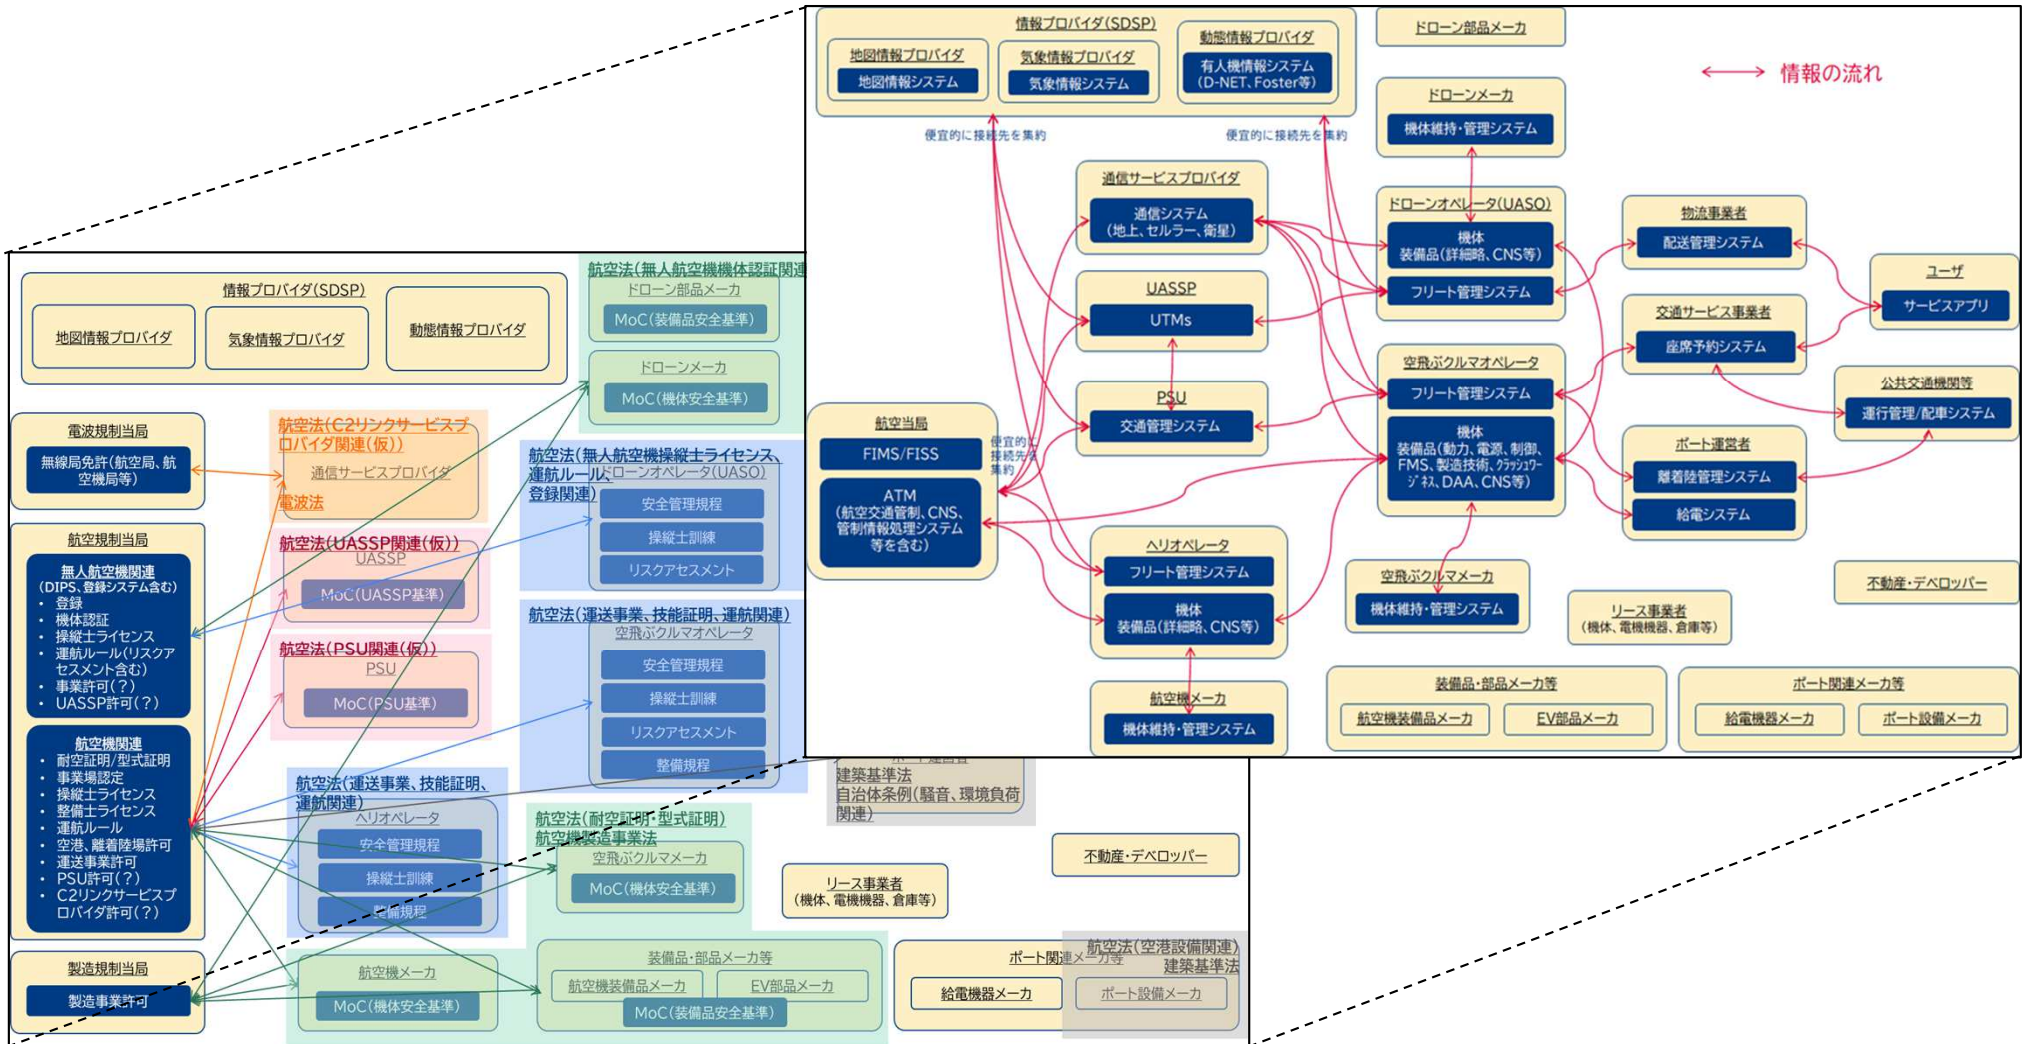 情報プロバイダ(SDSP)
地図情報プロバイダ
地図情報システム
気象情報プロバイダ
気象情報システム
動態情報プロバイダ
有人機情報システム
(D-NET、Foster等)
便宜的に接続先を集約
便宜的に接続先を集約
ドローン部品メーカ
情報の流れ
ドローンメーカ
機体維持・管理システム
通信サービスプロバイダ
通信システム
(地上、セルラー、衛星)
ドローンオペレータ(UASO)
機体
装備品(詳細略、CNS等)
フリート管理システム
物流事業者
配送管理システム
ユーザ
サービスアプリ
UASSP
UTMs
交通サービス事業者
座席予約システム
空飛ぶクルマオペレータ
フリート管理システム
機体
装備品(動力、電源、制御、
FMS、製造技術、クラッシュワー
ジネス、DAA、CNS等)
公共交通機関等
運行管理/配車システム
PSU
交通管理システム
航空当局
FIMS/FISS
ATM
(航空交通管制、CNS、
管制情報処理システム
等を含む)
便宜的に
接続先を
集約
ポート運営者
離着陸管理システム
給電システム
ヘリオペレータ
フリート管理システム
機体
装備品(詳細略、CNS等)
空飛ぶクルマメーカ
機体維持・管理システム
リース事業者
(機体、電機機器、倉庫等)
不動産・デベロッパー
航空機メーカ
機体維持・管理システム
装備品・部品メーカ等
航空機装備品メーカ
EV部品メーカ
ポート関連メーカ等
給電機器メーカ
ポート設備メーカ
情報プロバイダ(SDSP)
地図情報プロバイダ
気象情報プロバイダ
動態情報プロバイダ
航空法(無人航空機機体認証関連
ドローン部品メーカ
MoC(装備品安全基準)
ドローンメーカ
MoC(機体安全基準)
電波規制当局
無線局免許(航空局、航
空機局等)
航空法(C2リンクサービスプ
ロバイダ関連(仮))
通信サービスプロバイダ
電波法
航空法(無人航空機操縦士ライセンス、
運航ルール、
登録関連)
ドローンオペレータ(UASO)
安全管理規程
操縦士訓練
リスクアセスメント
航空規制当局
無人航空機関連
(DIPS、登録システム含む)
• 登録
• 機体認証
• 操縦士ライセンス
• 運航ルール(リスクア
セスメント含む)
• 事業許可(?)
• UASSP許可(?)
航空法(UASSP関連(仮))
UASSP
MoC(UASSP基準)
航空法(PSU関連(仮))
PSU
MoC(PSU基準)
航空法(運送事業、技能証明、運航関連)
空飛ぶクルマオペレータ
安全管理規程
操縦士訓練
リスクアセスメント
整備規程
航空機関連
• 耐空証明/型式証明
• 事業場認定
• 操縦士ライセンス
• 整備士ライセンス
• 運航ルール
• 空港、離着陸場許可
• 運送事業許可
• PSU許可(?)
• C2リンクサービスプ
ロバイダ許可(?)
航空法(運送事業、技能証明、
運航関連)
ヘリオペレータ
安全管理規程
操縦士訓練
整備規程
航空法(耐空証明・型式証明)
航空機製造事業法
空飛ぶクルマメーカ
MoC(機体安全基準)
ポート運営者
建築基準法
自治体条例(騒音、環境負荷
関連)
リース事業者
(機体、電機機器、倉庫等)
不動産・デベロッパー
製造規制当局
製造事業許可
航空機メーカ
MoC(機体安全基準)
装備品・部品メーカ等
航空機装備品メーカ
EV部品メーカ
MoC(装備品安全基準)
ポート関連メーカ等
給電機器メーカ
ポート設備メーカ
航空法(空港設備関連)
建築基準法